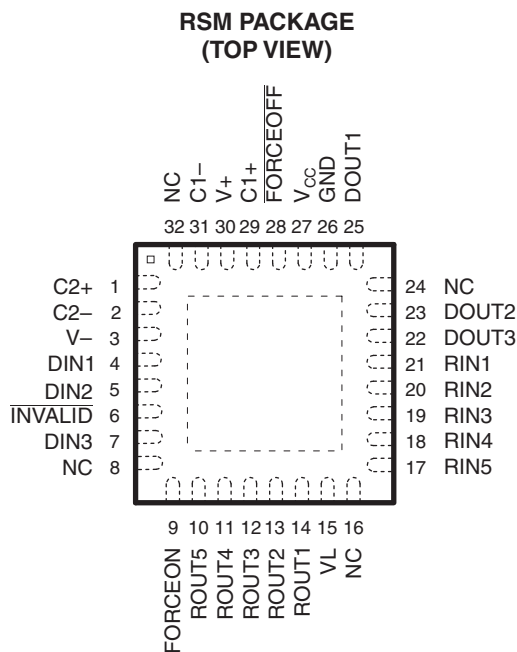 RSM PACKAGE
(TOP VIEW)
NC C1– V+ C1+ FORCEOFF VCC GND DOUT1
32 31 30 29 28 27 26 25
C2+ 1
C2– 2
V– 3
DIN1 4
DIN2 5
INVALID 6
DIN3 7
NC 8
24 NC
23 DOUT2
22 DOUT3
21 RIN1
20 RIN2
19 RIN3
18 RIN4
17 RIN5
9 10 11 12 13 14 15 16
FORCEON ROUT5 ROUT4 ROUT3 ROUT2 ROUT1 VL NC